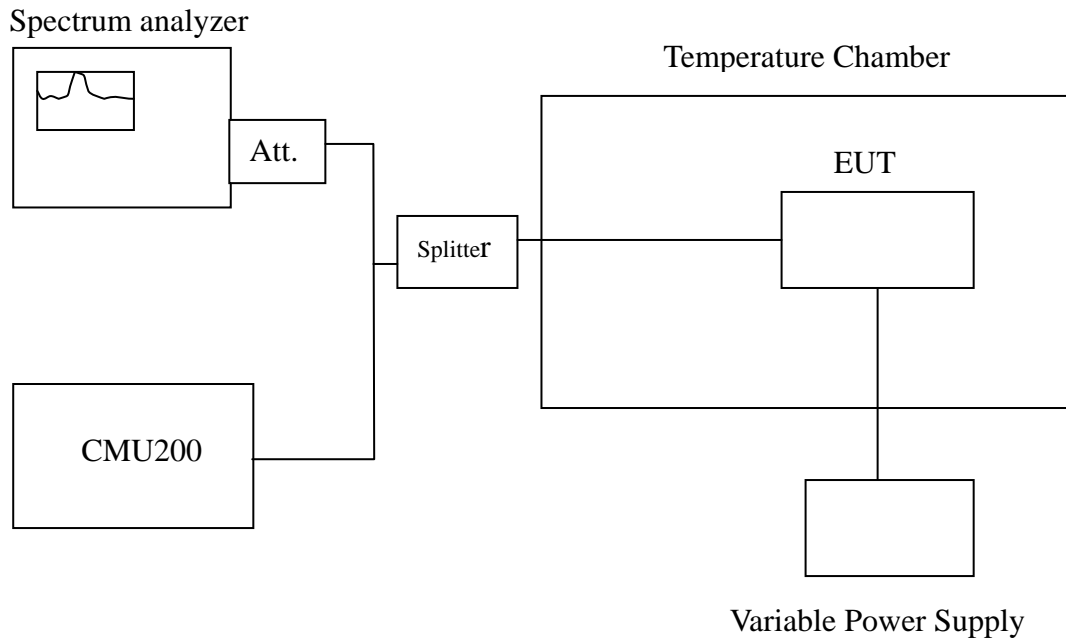 Spectrum analyzer
Temperature Chamber
Att.
EUT
Splitter
CMU200
Variable Power Supply